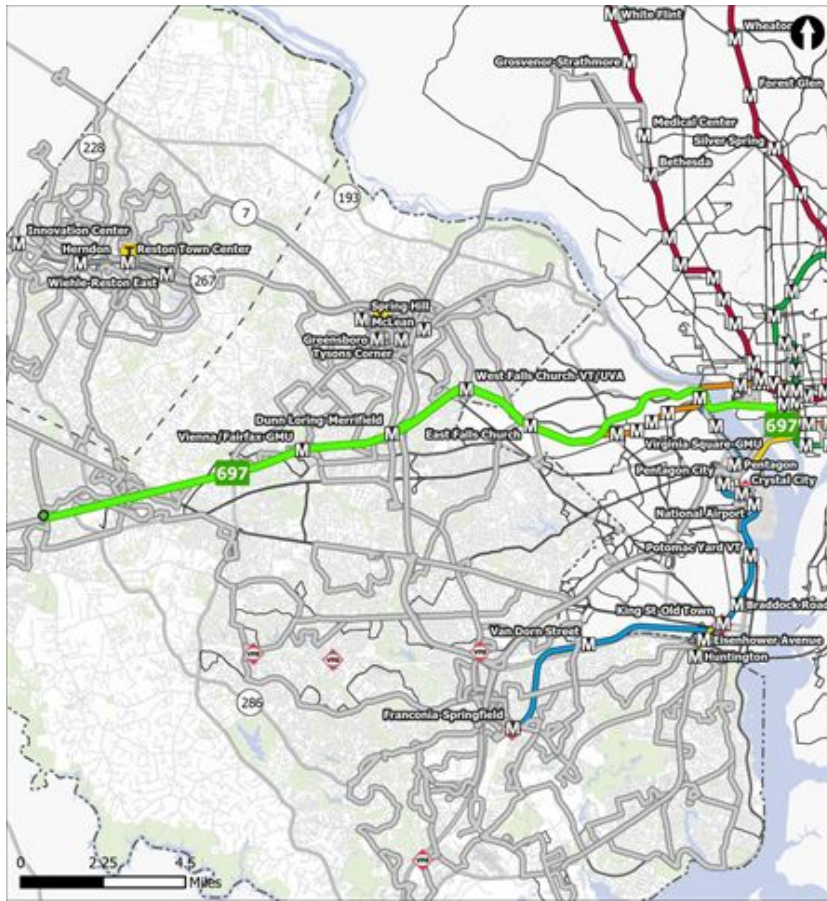 White Flint
Wheaton
Grosvenor-Strathmore
Forest Glen
Medical Center
Silver Spring
228
Bethesda
193
7
Innovation Center
Herndon
Reston Town Center
Wiehle-Reston East
267
Spring Hill
McLean
Greensboro
Tysons Corner
West Falls Church-VT/UVA
Dunn Loring-Merrifield
Vienna/Fairfax-GMU
East Falls Church
697
Virginia Square-GMU
697
Pentagon
Pentagon City
Crystal City
National Airport
Potomac Yard VT
Braddock Road
King St-Old Town
Van Dorn Street
Eisenhower Avenue
Huntington
VRE
VRE
VRE
286
Franconia-Springfield
VRE
0 2.25 4.5
Miles